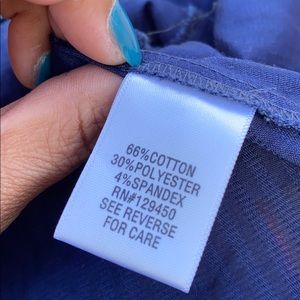 66%COTTON
30%POLYESTER
4%SPANDEX
RN#129450
SEE REVERSE
FOR CARE